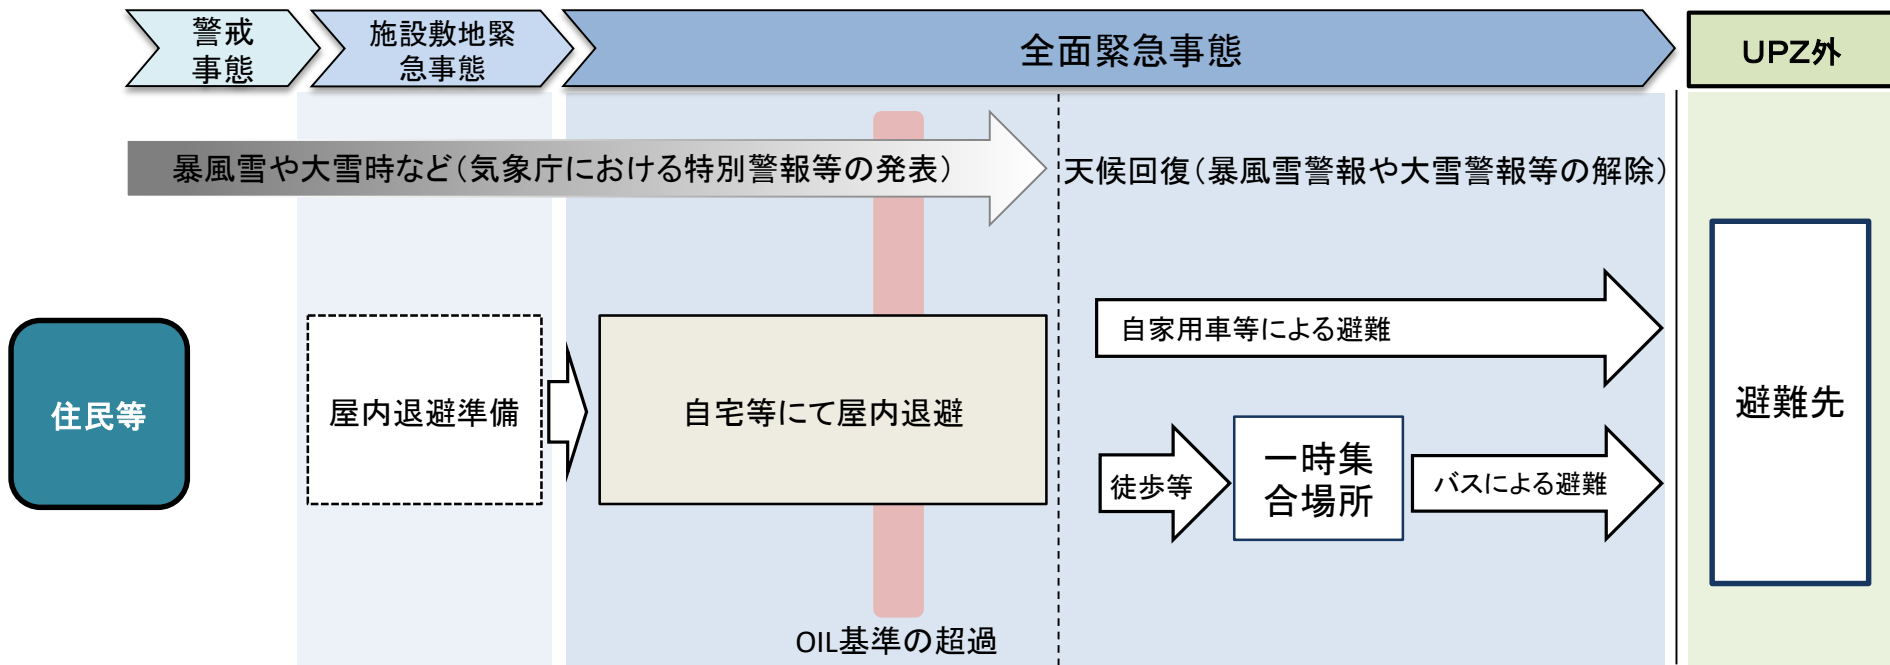 警戒
事態
施設敷地緊
急事態
全面緊急事態
UPZ外
暴風雪や大雪時など(気象庁における特別警報等の発表)
天候回復(暴風雪警報や大雪警報等の解除)
住民等
屋内退避準備
自宅等にて屋内退避
自家用車等による避難
徒歩等
一時集
合場所
バスによる避難
避難先
OIL基準の超過